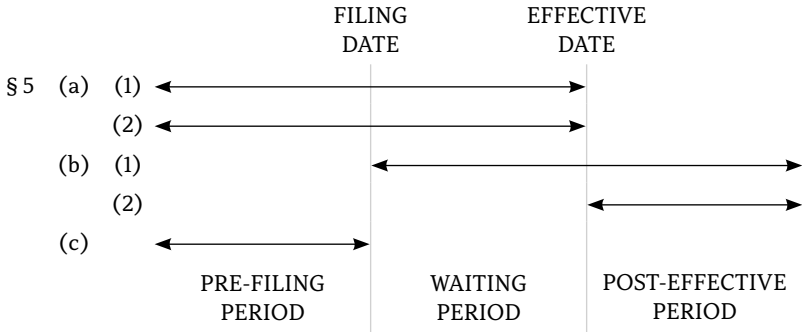 FILING
DATE
EFFECTIVE
DATE
§ 5 (a) (1)
(2)
(b) (1)
(2)
(c)
PRE-FILING
PERIOD
WAITING
PERIOD
POST-EFFECTIVE
PERIOD